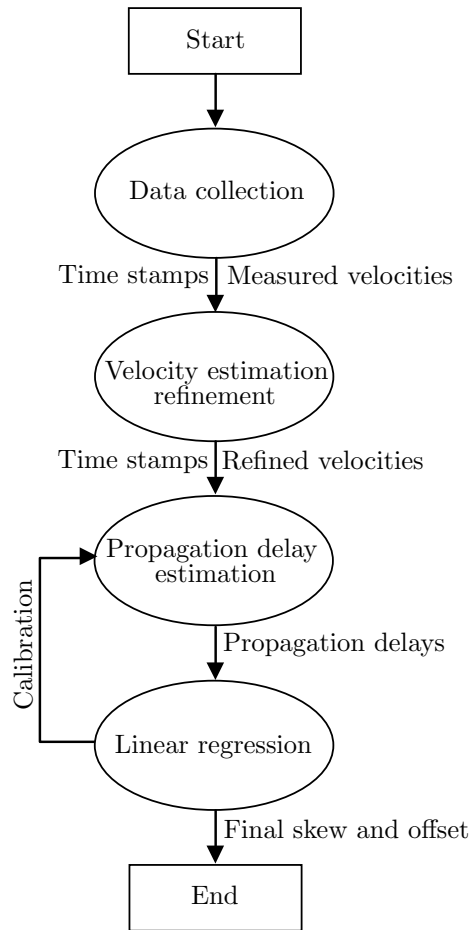 Start
Data collection
Time stamps
Measured velocities
Velocity estimation
refinement
Time stamps
Refined velocities
Propagation delay
estimation
Propagation delays
Calibration
Linear regression
Final skew and offset
End